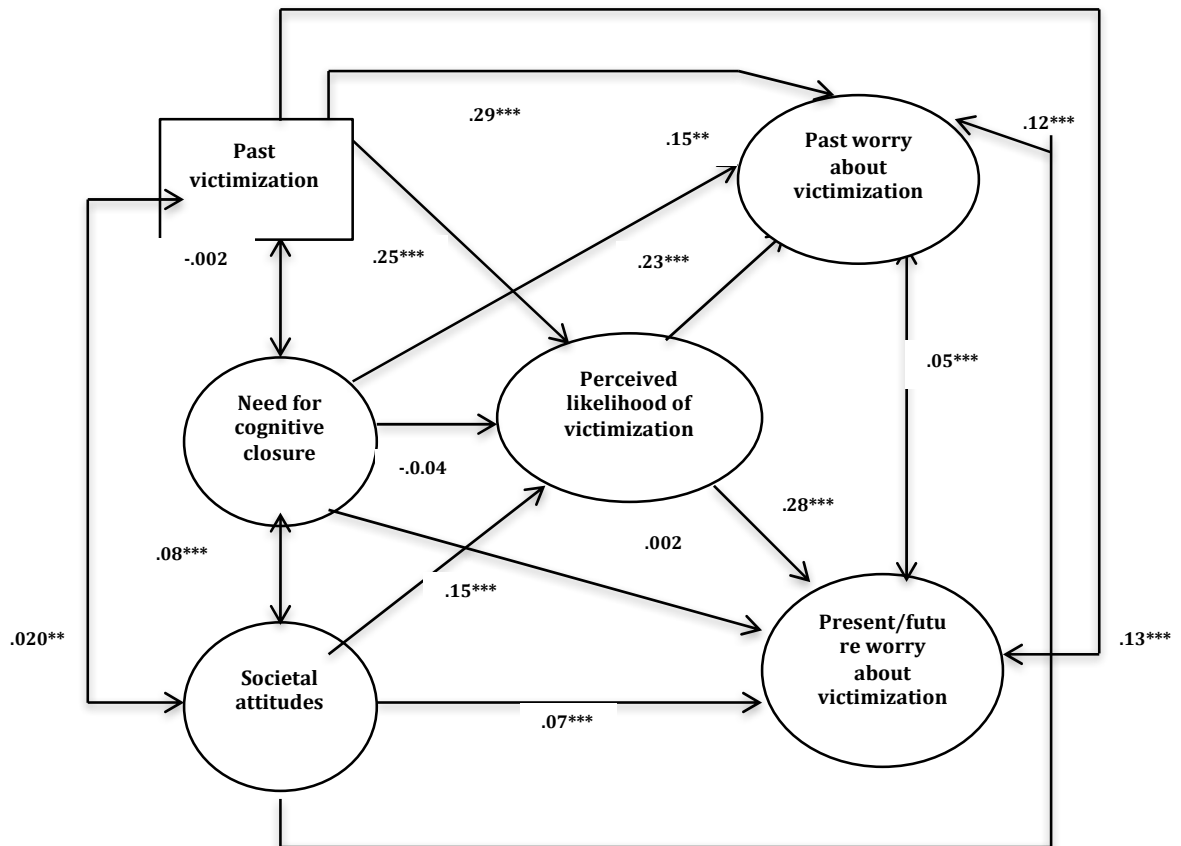 .29***
.15**
.12***
Past
victimization
Past worry
about
victimization
-.002
.25***
.23***
.05***
Need for
cognitive
closure
Perceived
likelihood of
victimization
-.0.04
.28***
.002
.08***
.15***
.020**
Societal
attitudes
.07***
Present/futu
re worry
about
victimization
.13***